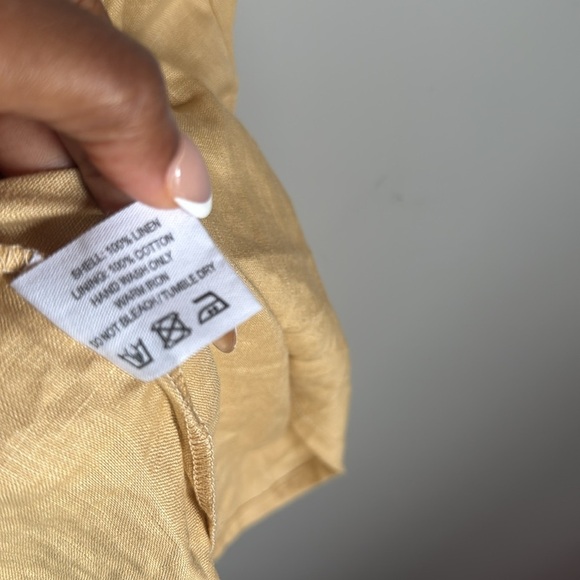 SHELL: 100% LINEN
LINING: 100% COTTON
HAND WASH ONLY
WARM IRON
DO NOT BLEACH / TUMBLE DRY